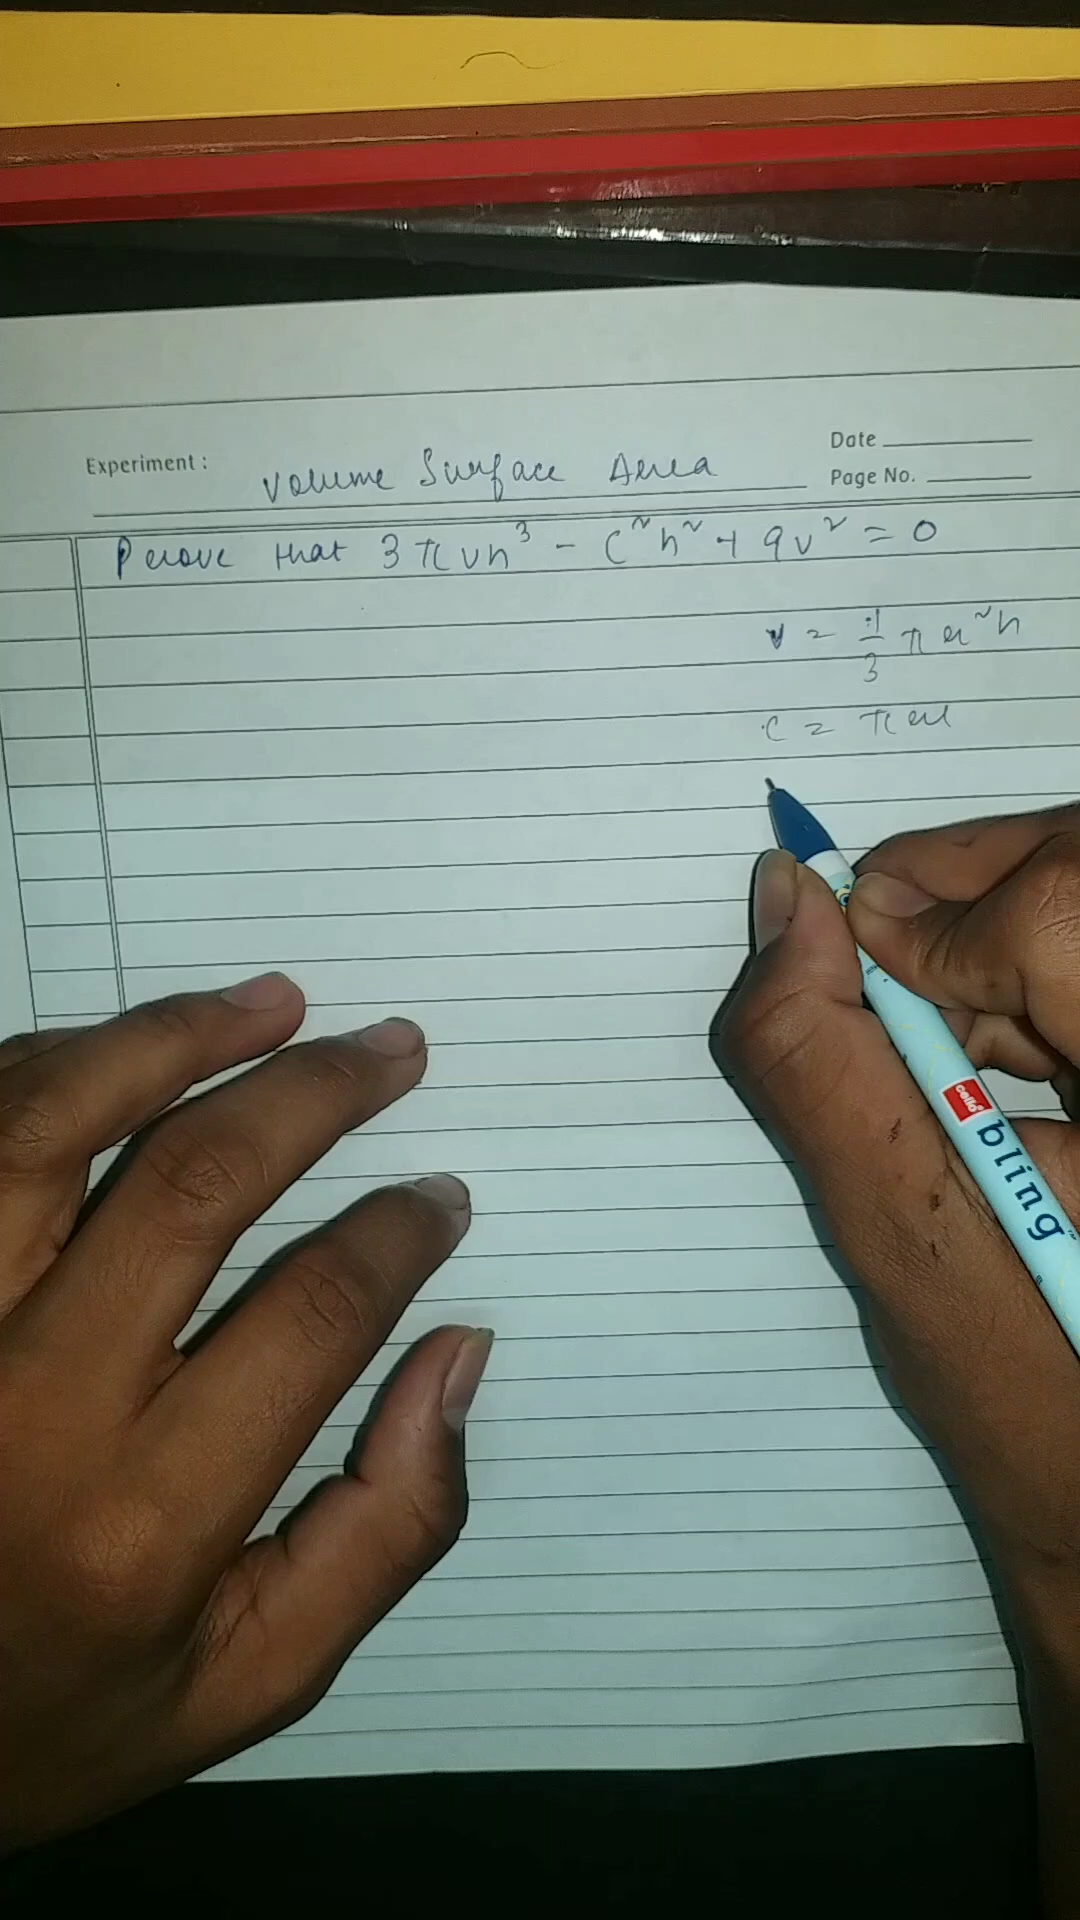 Experiment : Volume Surface Area
Date
Page No.
Prove that 3πvh³ - c²h² + 9v² = 0
v = 1/3 πr²h
c = πrl
cello
bling